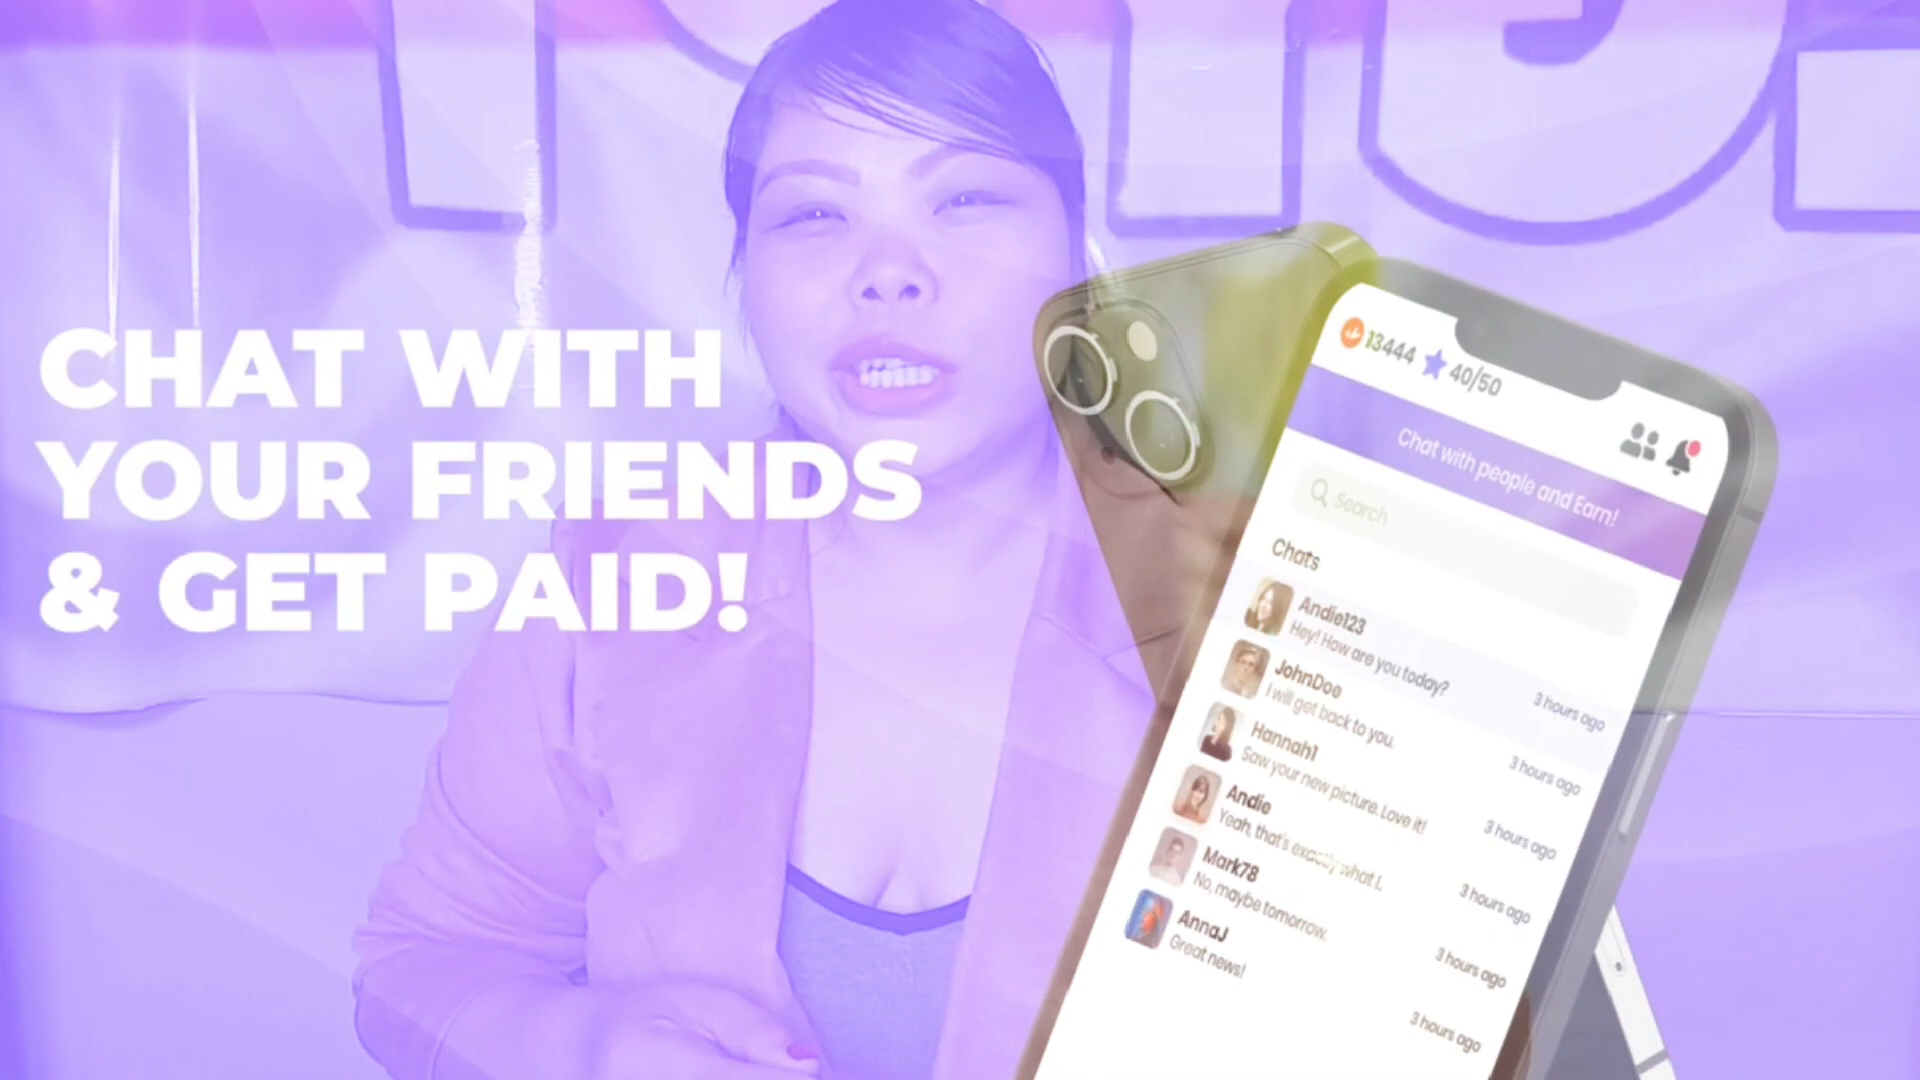 CHAT WITH
YOUR FRIENDS
& GET PAID!
13444 40/50
Chat with people and Earn!
Search
Chats
Andie123
Hey! How are you today?
3 hours ago
JohnDoe
I will get back to you.
3 hours ago
Hannah1
Saw your new picture. Love it!
3 hours ago
Andie
Yeah, that's exactly what I..
3 hours ago
Mark78
No, maybe tomorrow.
3 hours ago
AnnaJ
Great news!
3 hours ago